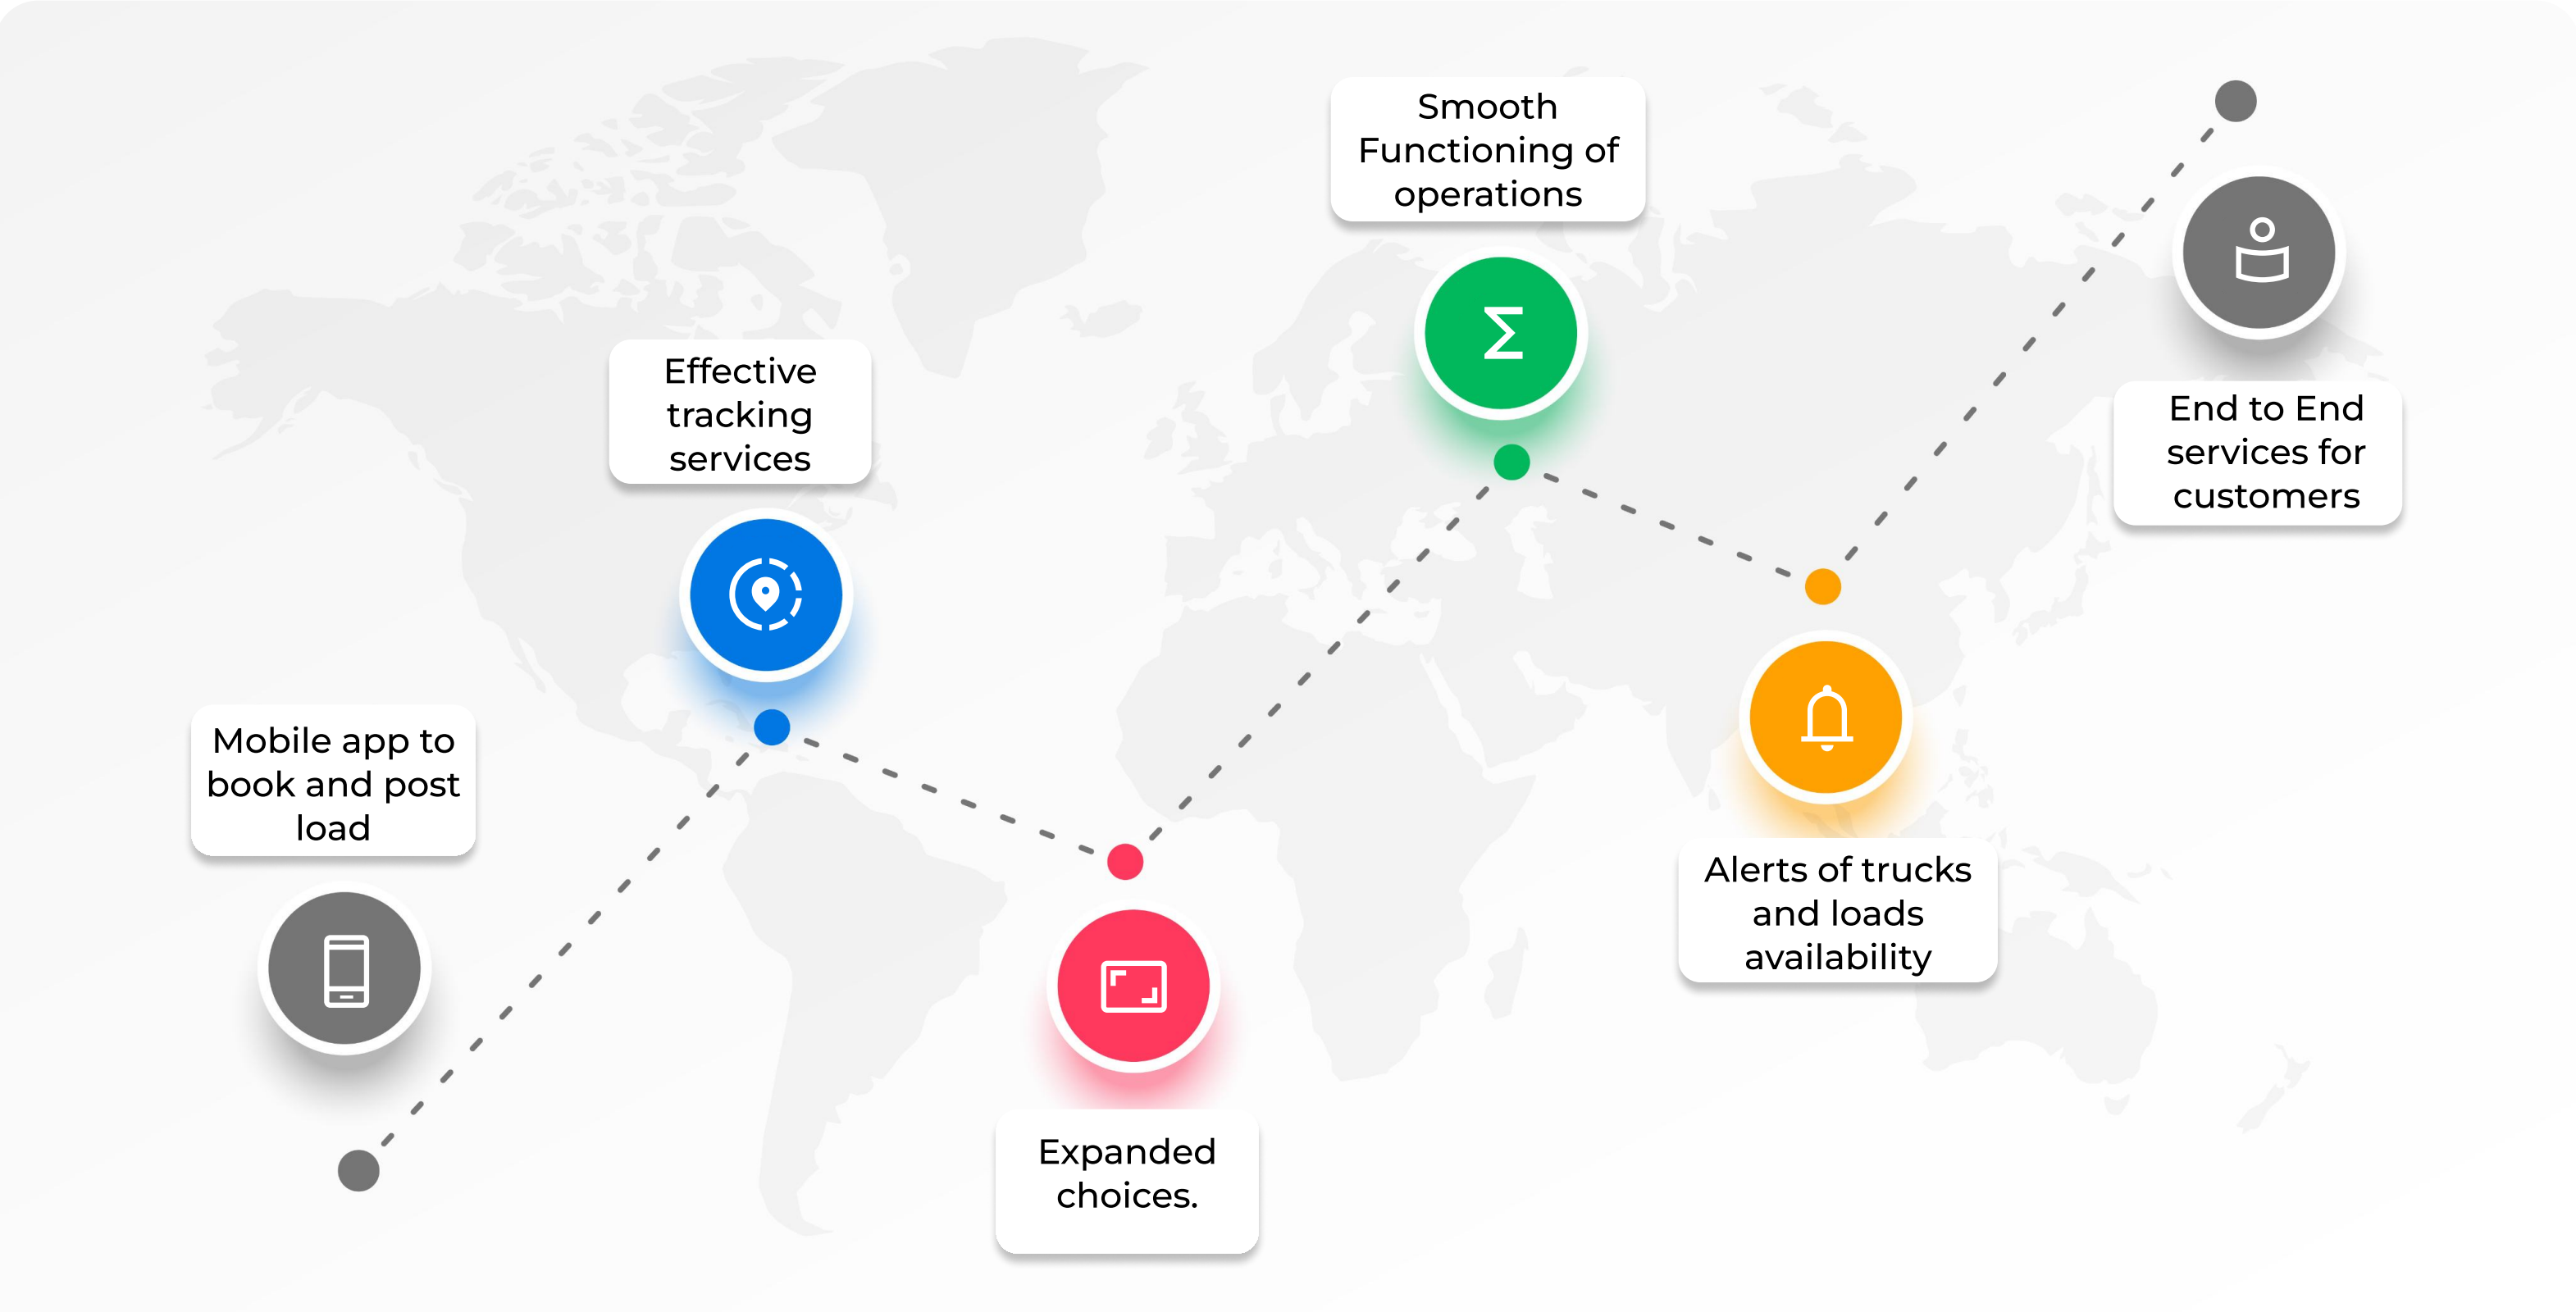 Mobile app to
book and post
load
Effective
tracking
services
Expanded
choices.
Smooth
Functioning of
operations
Alerts of trucks
and loads
availability
End to End
services for
customers